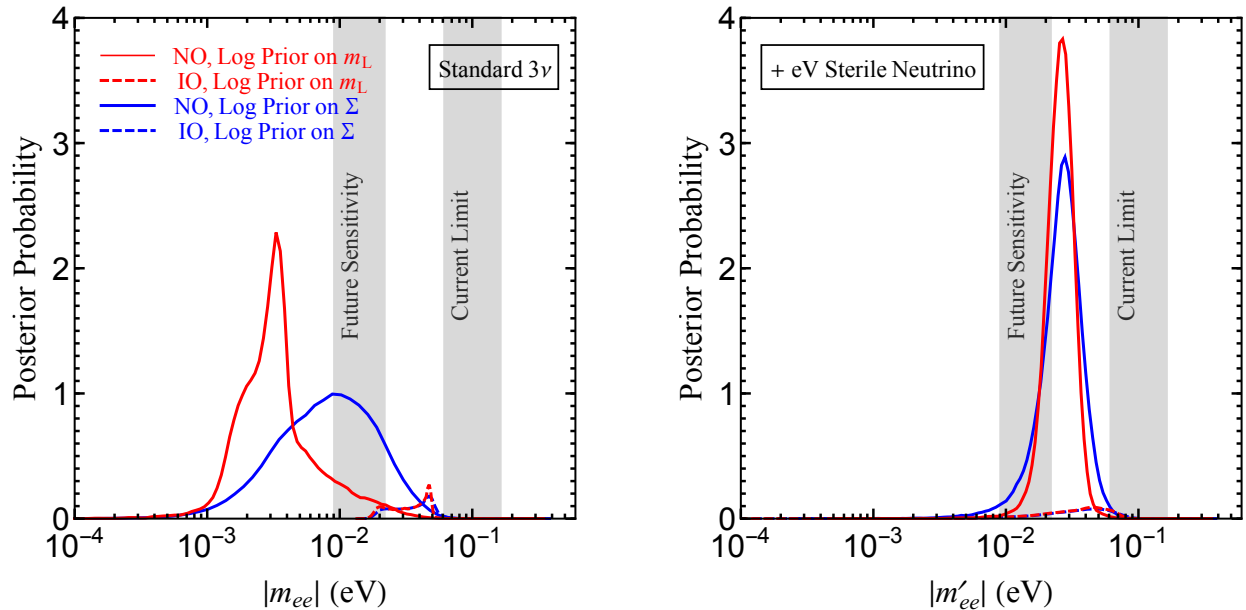 4
3
2
1
0
Posterior Probability
NO, Log Prior on m_L
IO, Log Prior on m_L
NO, Log Prior on Σ
IO, Log Prior on Σ
Standard 3ν
Future Sensitivity
Current Limit
10⁻⁴ 10⁻³ 10⁻² 10⁻¹
|m_ee| (eV)
4
3
2
1
0
Posterior Probability
+ eV Sterile Neutrino
Future Sensitivity
Current Limit
10⁻⁴ 10⁻³ 10⁻² 10⁻¹
|m′_ee| (eV)